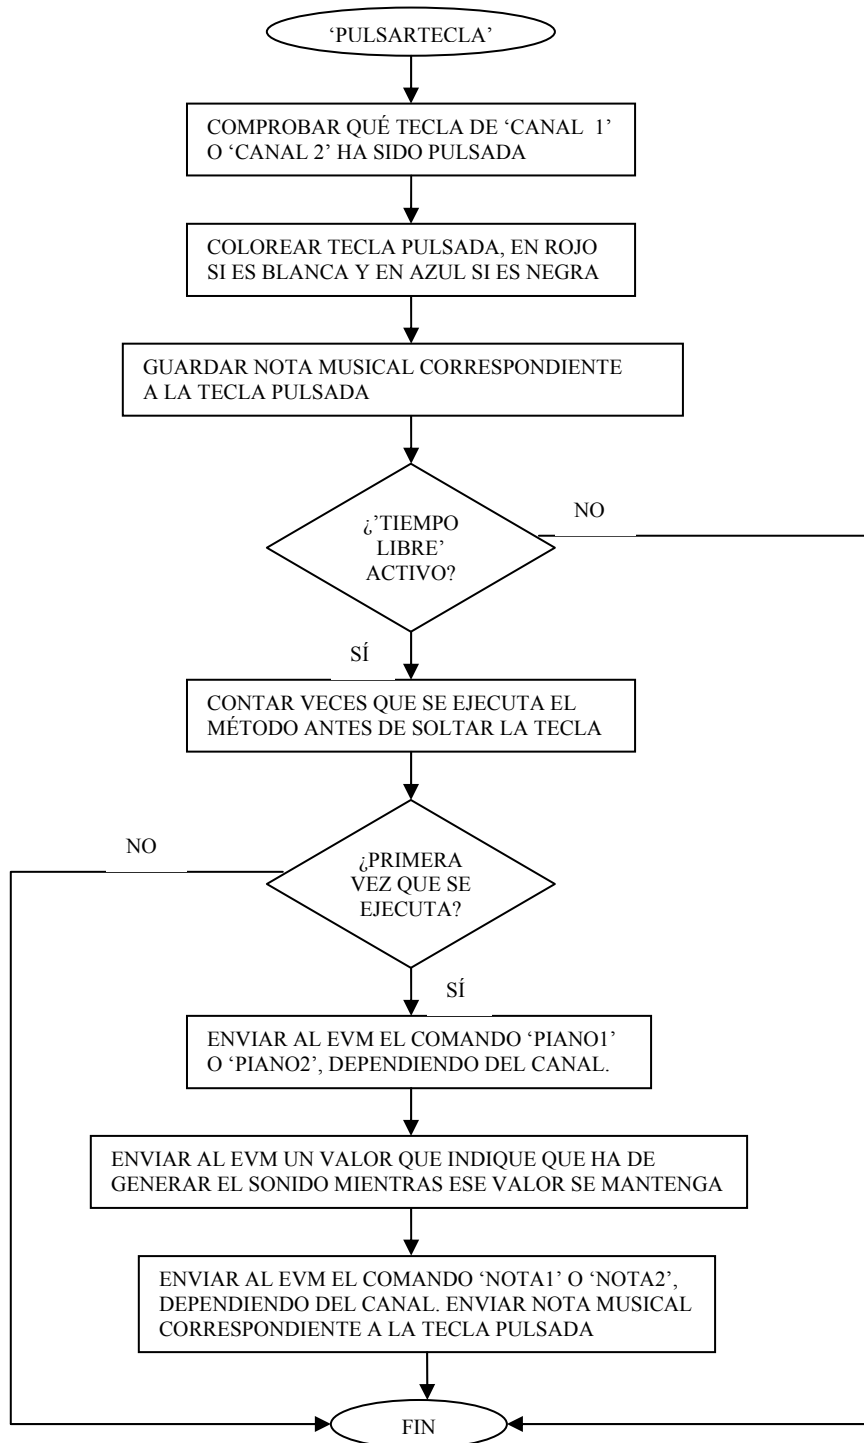 ‘PULSARTECLA’
COMPROBAR QUÉ TECLA DE ‘CANAL 1’
O ‘CANAL 2’ HA SIDO PULSADA
COLOREAR TECLA PULSADA, EN ROJO
SI ES BLANCA Y EN AZUL SI ES NEGRA
GUARDAR NOTA MUSICAL CORRESPONDIENTE
A LA TECLA PULSADA
¿’TIEMPO
LIBRE’
ACTIVO?
NO
SÍ
CONTAR VECES QUE SE EJECUTA EL
MÉTODO ANTES DE SOLTAR LA TECLA
¿PRIMERA
VEZ QUE SE
EJECUTA?
NO
SÍ
ENVIAR AL EVM EL COMANDO ‘PIANO1’
O ‘PIANO2’, DEPENDIENDO DEL CANAL.
ENVIAR AL EVM UN VALOR QUE INDIQUE QUE HA DE
GENERAR EL SONIDO MIENTRAS ESE VALOR SE MANTENGA
ENVIAR AL EVM EL COMANDO ‘NOTA1’ O ‘NOTA2’,
DEPENDIENDO DEL CANAL. ENVIAR NOTA MUSICAL
CORRESPONDIENTE A LA TECLA PULSADA
FIN